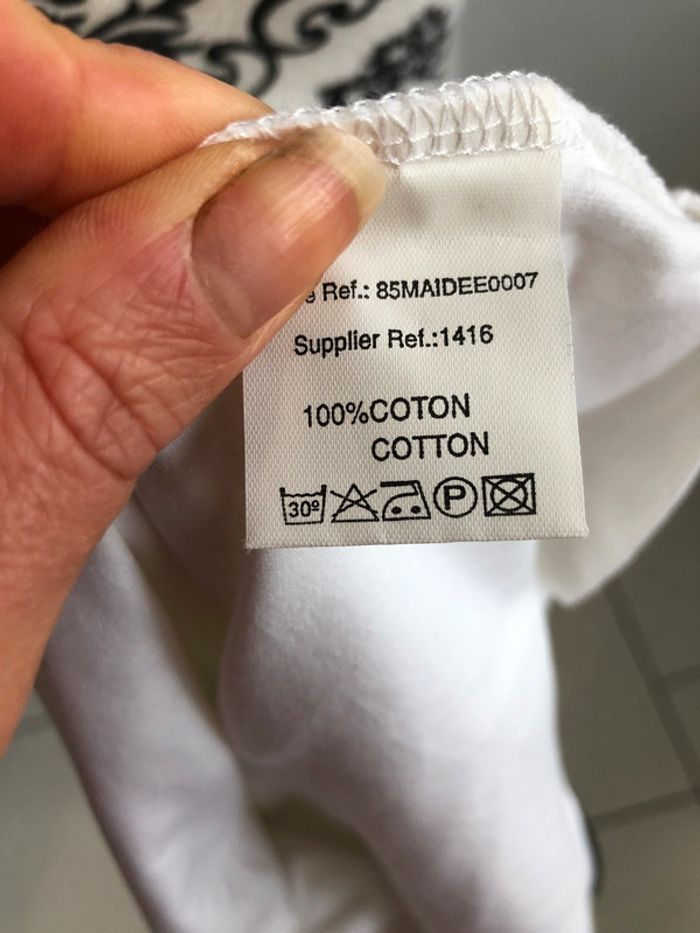 Ref.: 85MAIDEE0007
Supplier Ref.:1416
100%COTON
COTTON
30º P